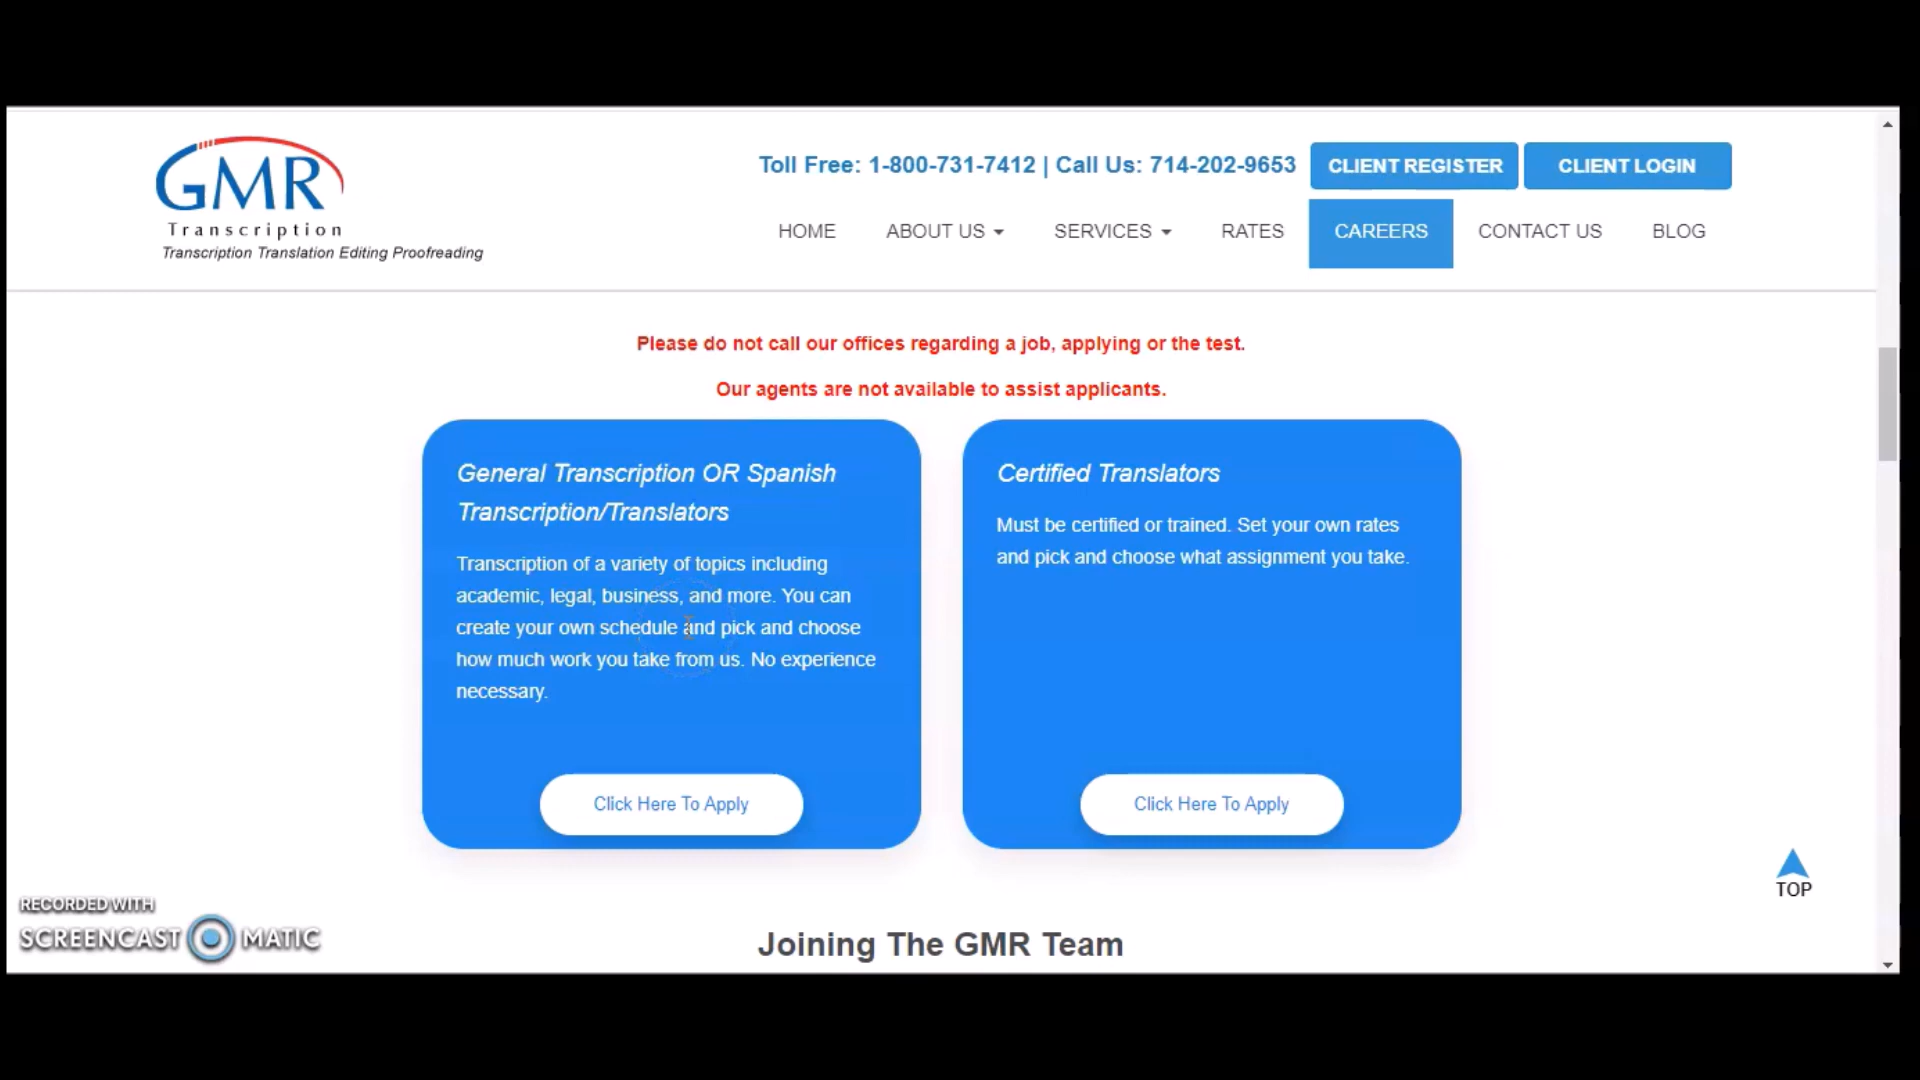 GMR
Transcription
Transcription Translation Editing Proofreading
Toll Free: 1-800-731-7412 | Call Us: 714-202-9653
CLIENT REGISTER
CLIENT LOGIN
HOME
ABOUT US
SERVICES
RATES
CAREERS
CONTACT US
BLOG
Please do not call our offices regarding a job, applying or the test.
Our agents are not available to assist applicants.
General Transcription OR Spanish
Transcription/Translators
Transcription of a variety of topics including
academic, legal, business, and more. You can
create your own schedule and pick and choose
how much work you take from us. No experience
necessary.
Click Here To Apply
Certified Translators
Must be certified or trained. Set your own rates
and pick and choose what assignment you take.
Click Here To Apply
TOP
Joining The GMR Team
RECORDED WITH
SCREENCAST MATIC